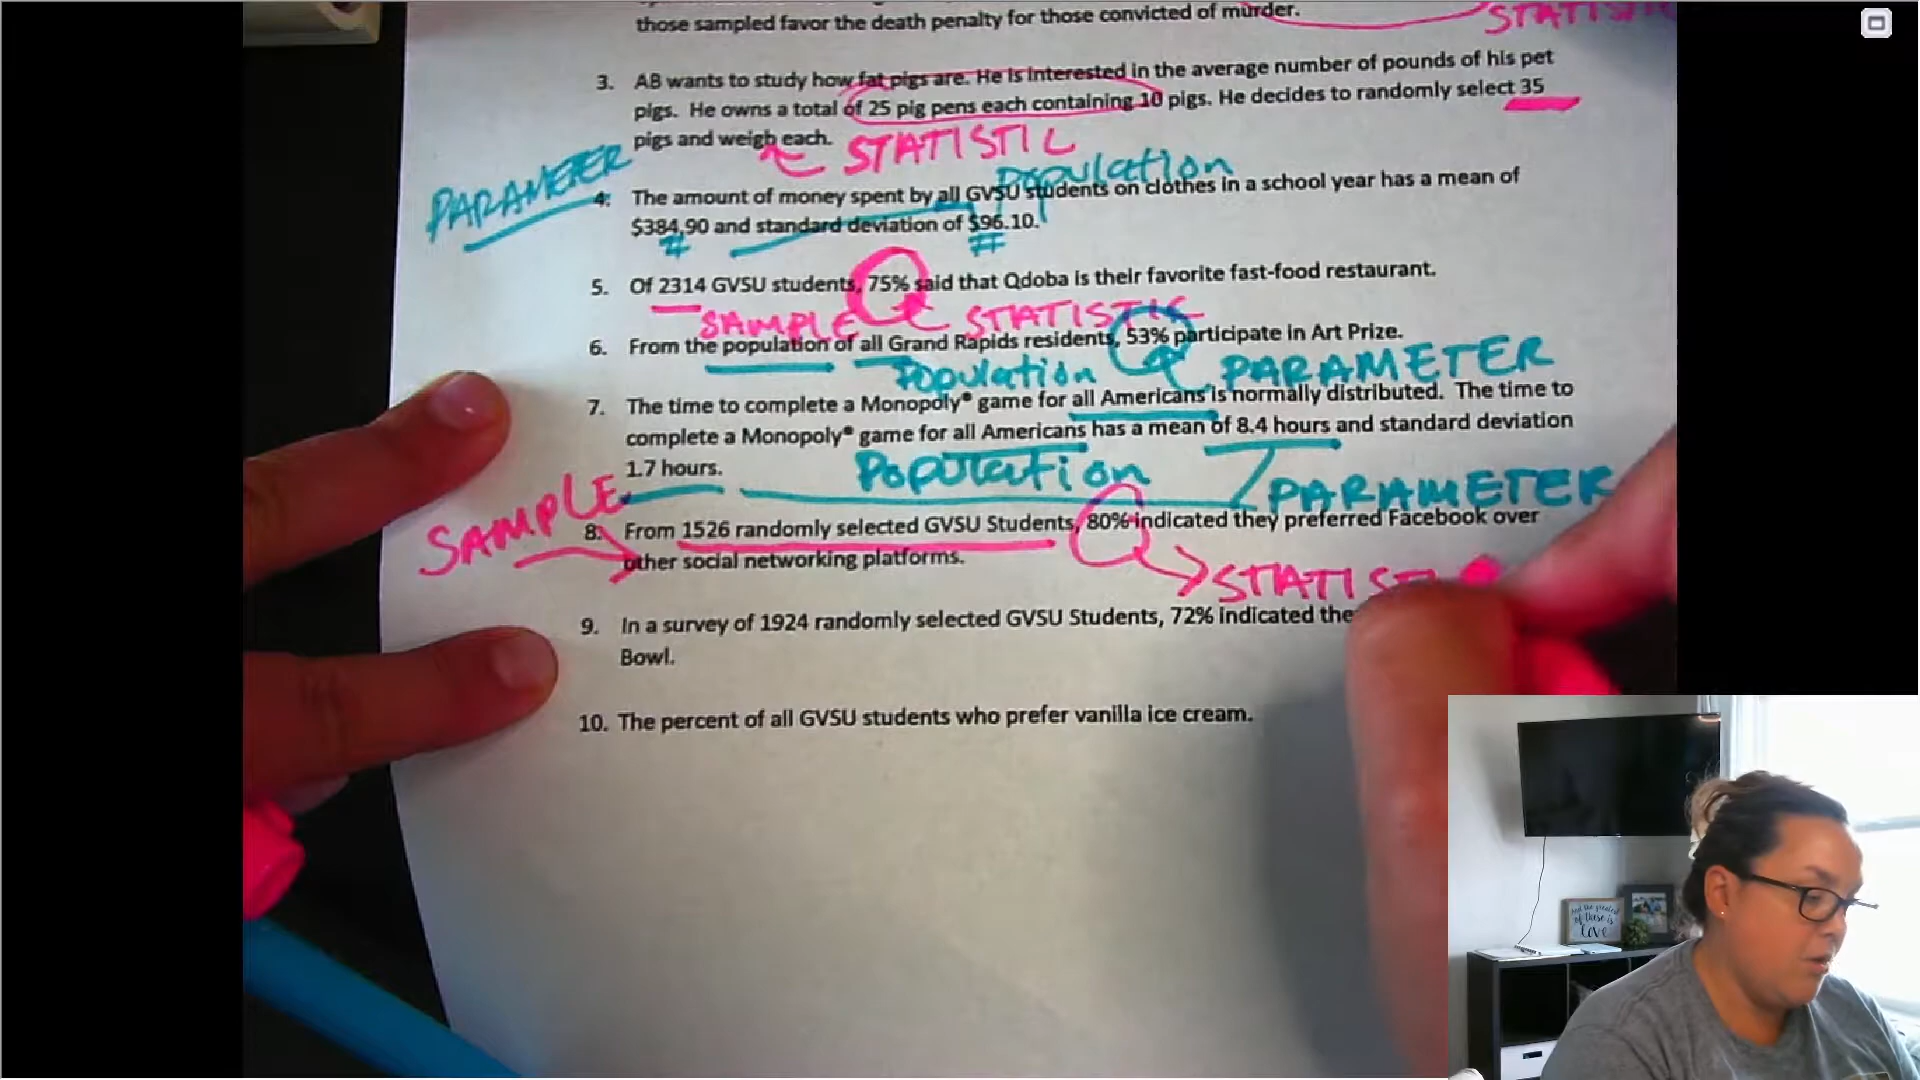 those sampled favor the death penalty for those convicted of murder.
STATIS
3. AB wants to study how fat pigs are. He is interested in the average number of pounds of his pet
pigs. He owns a total of 25 pig pens each containing 10 pigs. He decides to randomly select 35
pigs and weigh each.
STATISTIC
PARAMETER
Population
4. The amount of money spent by all GVSU students on clothes in a school year has a mean of
$384.90 and standard deviation of $96.10.
# #
5. Of 2314 GVSU students, 75% said that Qdoba is their favorite fast-food restaurant.
SAMPLE STATISTIC
6. From the population of all Grand Rapids residents, 53% participate in Art Prize.
Population PARAMETER
7. The time to complete a Monopoly® game for all Americans is normally distributed. The time to
complete a Monopoly® game for all Americans has a mean of 8.4 hours and standard deviation
1.7 hours.
Population PARAMETER
SAMPLE
8. From 1526 randomly selected GVSU Students, 80% indicated they preferred Facebook over
other social networking platforms.
STATIST
9. In a survey of 1924 randomly selected GVSU Students, 72% indicated the
Bowl.
10. The percent of all GVSU students who prefer vanilla ice cream.
And the greatest
of these is
Love